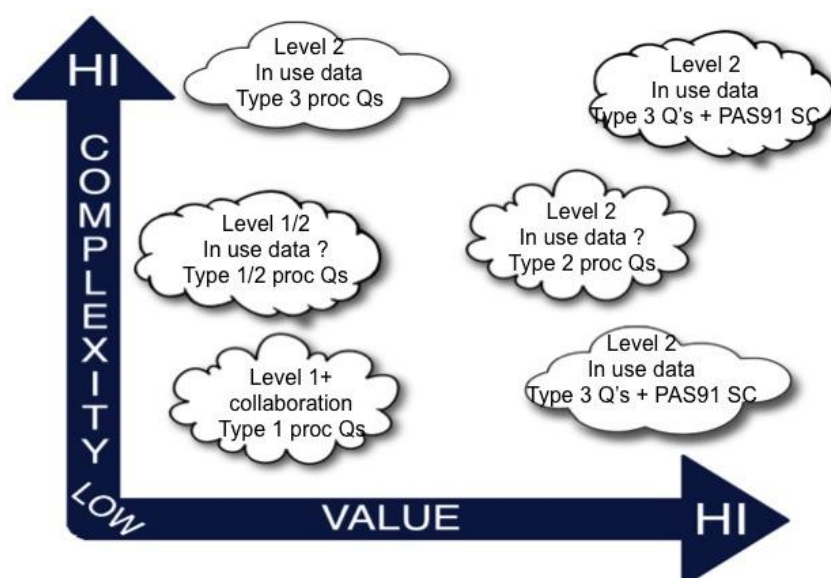 HI
COMPLEXITY
LOW
VALUE
HI
Level 2
In use data
Type 3 proc Qs
Level 2
In use data
Type 3 Q's + PAS91 SC
Level 1/2
In use data ?
Type 1/2 proc Qs
Level 2
In use data ?
Type 2 proc Qs
Level 1+
collaboration
Type 1 proc Qs
Level 2
In use data
Type 3 Q's + PAS91 SC